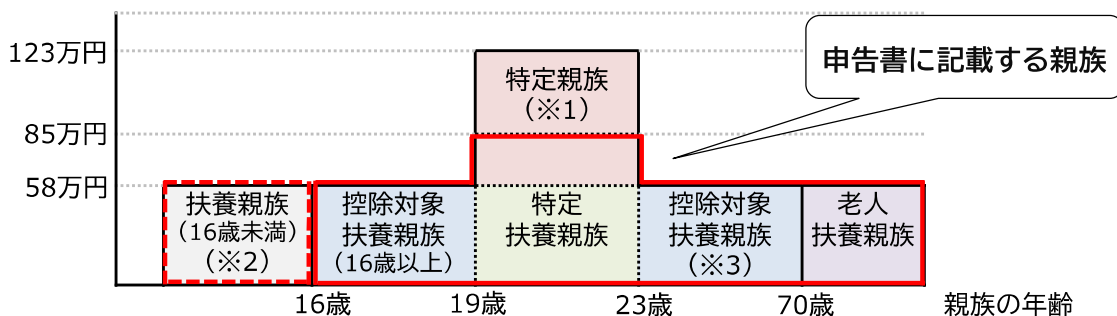 123万円
85万円
58万円
申告書に記載する親族
特定親族
（※1）
扶養親族
（16歳未満）
（※2）
控除対象
扶養親族
（16歳以上）
特定
扶養親族
控除対象
扶養親族
（※3）
老人
扶養親族
16歳
19歳
23歳
70歳
親族の年齢